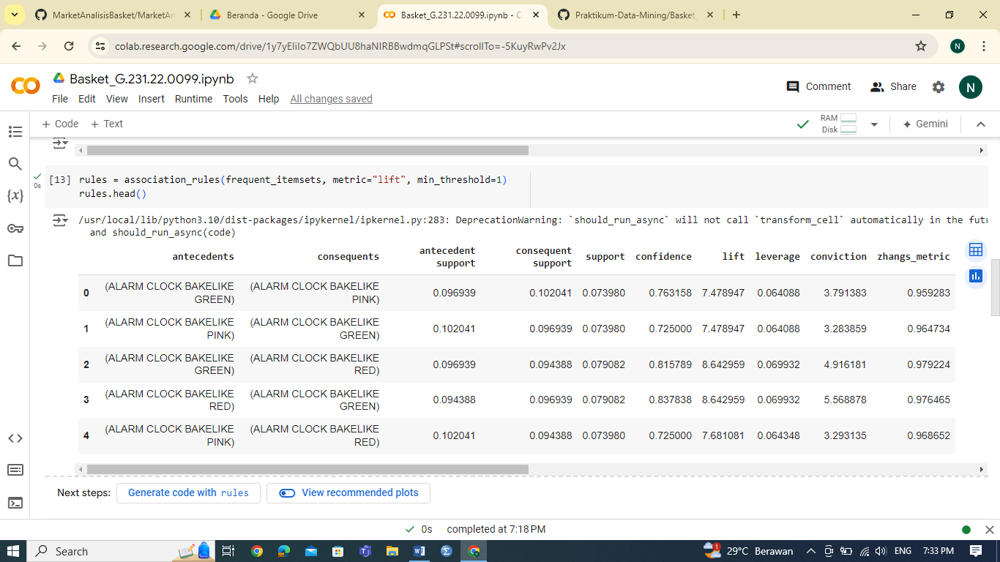 MarketAnalisisBasket/MarketAn
Beranda - Google Drive
Basket_G.231.22.0099.ipynb - C
Praktikum-Data-Mining/Basket_
colab.research.google.com/drive/1y7yEliIo7ZWQbUU8haNIRBBwdmqGLPSt#scrollTo=-5KuyRwPv2Jx
N
Basket_G.231.22.0099.ipynb
File Edit View Insert Runtime Tools Help All changes saved
Comment Share N
+ Code + Text
RAM
Disk
Gemini
[13] rules = association_rules(frequent_itemsets, metric="lift", min_threshold=1)
0s
rules.head()
/usr/local/lib/python3.10/dist-packages/ipykernel/ipkernel.py:283: DeprecationWarning: `should_run_async` will not call `transform_cell` automatically in the futu
and should_run_async(code)
antecedents consequents antecedent support consequent support support confidence lift leverage conviction zhangs_metric
0 (ALARM CLOCK BAKELIKE GREEN) (ALARM CLOCK BAKELIKE PINK) 0.096939 0.102041 0.073980 0.763158 7.478947 0.064088 3.791383 0.959283
1 (ALARM CLOCK BAKELIKE PINK) (ALARM CLOCK BAKELIKE GREEN) 0.102041 0.096939 0.073980 0.725000 7.478947 0.064088 3.283859 0.964734
2 (ALARM CLOCK BAKELIKE GREEN) (ALARM CLOCK BAKELIKE RED) 0.096939 0.094388 0.079082 0.815789 8.642959 0.069932 4.916181 0.979224
3 (ALARM CLOCK BAKELIKE RED) (ALARM CLOCK BAKELIKE GREEN) 0.094388 0.096939 0.079082 0.837838 8.642959 0.069932 5.568878 0.976465
4 (ALARM CLOCK BAKELIKE PINK) (ALARM CLOCK BAKELIKE RED) 0.102041 0.094388 0.073980 0.725000 7.681081 0.064348 3.293135 0.968652
Next steps: Generate code with rules View recommended plots
0s completed at 7:18 PM
Search
1
29°C Berawan
ENG
7:33 PM